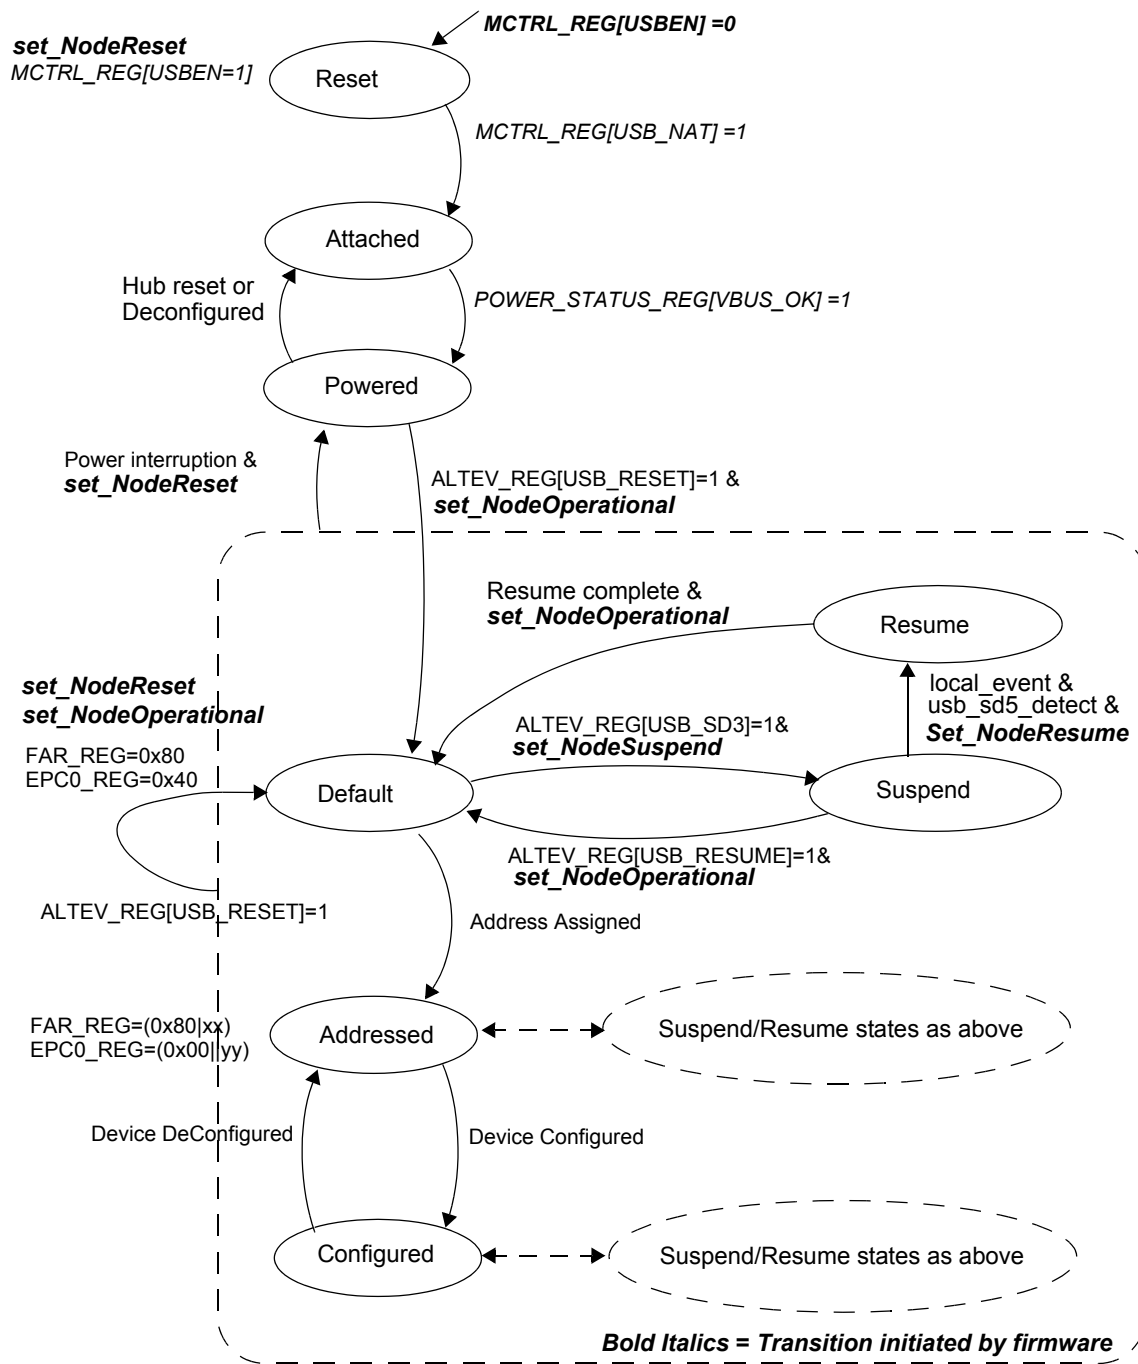 MCTRL_REG[USBEN] =0
set_NodeReset
MCTRL_REG[USBEN=1]
Reset
MCTRL_REG[USB_NAT] =1
Attached
Hub reset or
Deconfigured
POWER_STATUS_REG[VBUS_OK] =1
Powered
Power interruption &
set_NodeReset
ALTEV_REG[USB_RESET]=1 &
set_NodeOperational
Resume complete &
set_NodeOperational
Resume
set_NodeReset
set_NodeOperational
FAR_REG=0x80
EPC0_REG=0x40
local_event &
usb_sd5_detect &
Set_NodeResume
ALTEV_REG[USB_SD3]=1&
set_NodeSuspend
Default
Suspend
ALTEV_REG[USB_RESUME]=1&
set_NodeOperational
ALTEV_REG[USB_RESET]=1
Address Assigned
FAR_REG=(0x80|xx)
EPC0_REG=(0x00||yy)
Addressed
Suspend/Resume states as above
Device DeConfigured
Device Configured
Configured
Suspend/Resume states as above
Bold Italics = Transition initiated by firmware